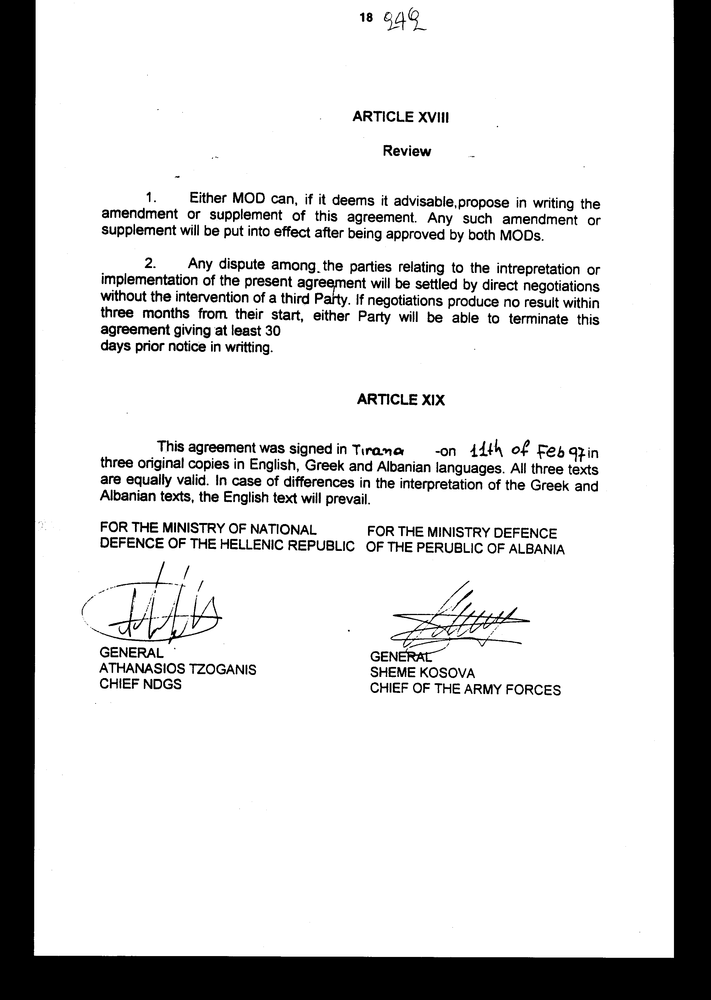 18 242
ARTICLE XVIII
Review
1. Either MOD can, if it deems it advisable,propose in writing the
amendment or supplement of this agreement. Any such amendment or
supplement will be put into effect after being approved by both MODs.
2. Any dispute among the parties relating to the intrepretation or
implementation of the present agreement will be settled by direct negotiations
without the intervention of a third Party. If negotiations produce no result within
three months from their start, either Party will be able to terminate this
agreement giving at least 30
days prior notice in writting.
ARTICLE XIX
This agreement was signed in Tirana -on 11th of Feb 97 in
three original copies in English, Greek and Albanian languages. All three texts
are equally valid. In case of differences in the interpretation of the Greek and
Albanian texts, the English text will prevail.
FOR THE MINISTRY OF NATIONAL
DEFENCE OF THE HELLENIC REPUBLIC
FOR THE MINISTRY DEFENCE
OF THE PERUBLIC OF ALBANIA
GENERAL
ATHANASIOS TZOGANIS
CHIEF NDGS
GENERAL
SHEME KOSOVA
CHIEF OF THE ARMY FORCES